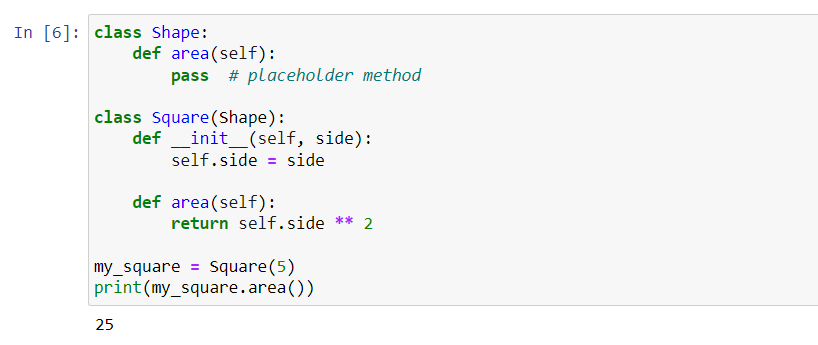 In [6]: class Shape:
    def area(self):
        pass  # placeholder method

class Square(Shape):
    def __init__(self, side):
        self.side = side

    def area(self):
        return self.side ** 2

my_square = Square(5)
print(my_square.area())
25